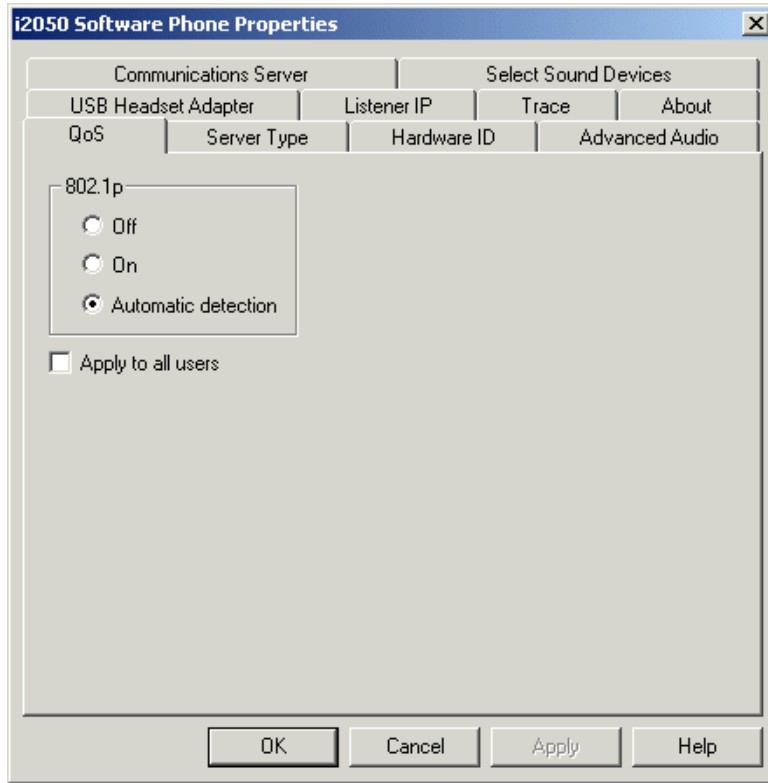 i2050 Software Phone Properties
Communications Server Select Sound Devices
USB Headset Adapter Listener IP Trace About
QoS Server Type Hardware ID Advanced Audio
802.1p
Off
On
Automatic detection
Apply to all users
OK Cancel Apply Help